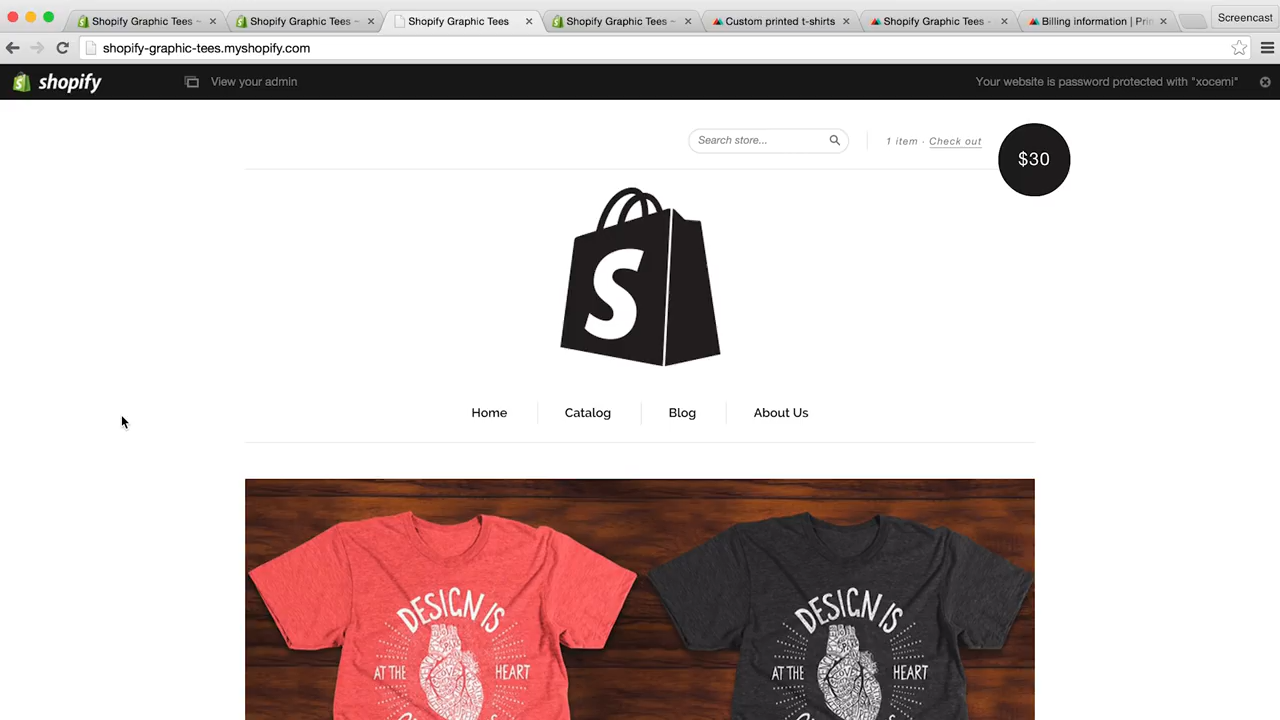 Shopify Graphic Tees ~
Shopify Graphic Tees ~
Shopify Graphic Tees
Shopify Graphic Tees ~
Custom printed t-shirts
Shopify Graphic Tees -
Billing information | Prin
Screencast
shopify-graphic-tees.myshopify.com
shopify
View your admin
Your website is password protected with "xocemi"
Search store...
1 item · Check out
$30
S
Home
Catalog
Blog
About Us
DESIGN IS
AT THE HEART
DESIGN IS
AT THE HEART